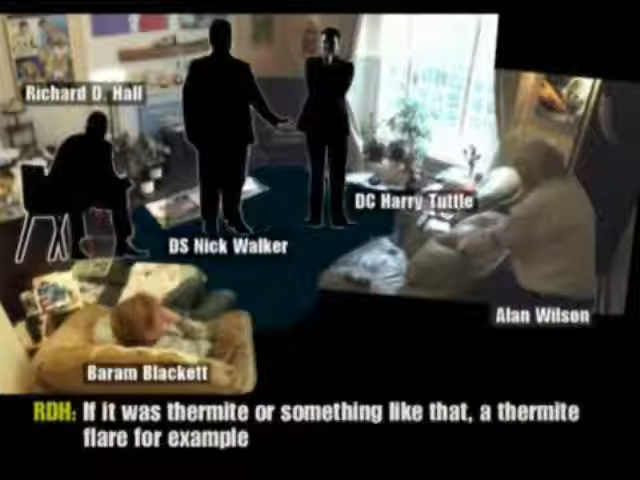 Richard D. Hall
DC Harry Tuttle
DS Nick Walker
Alan Wilson
Baram Blackett
RDH: If it was thermite or something like that, a thermite
flare for example